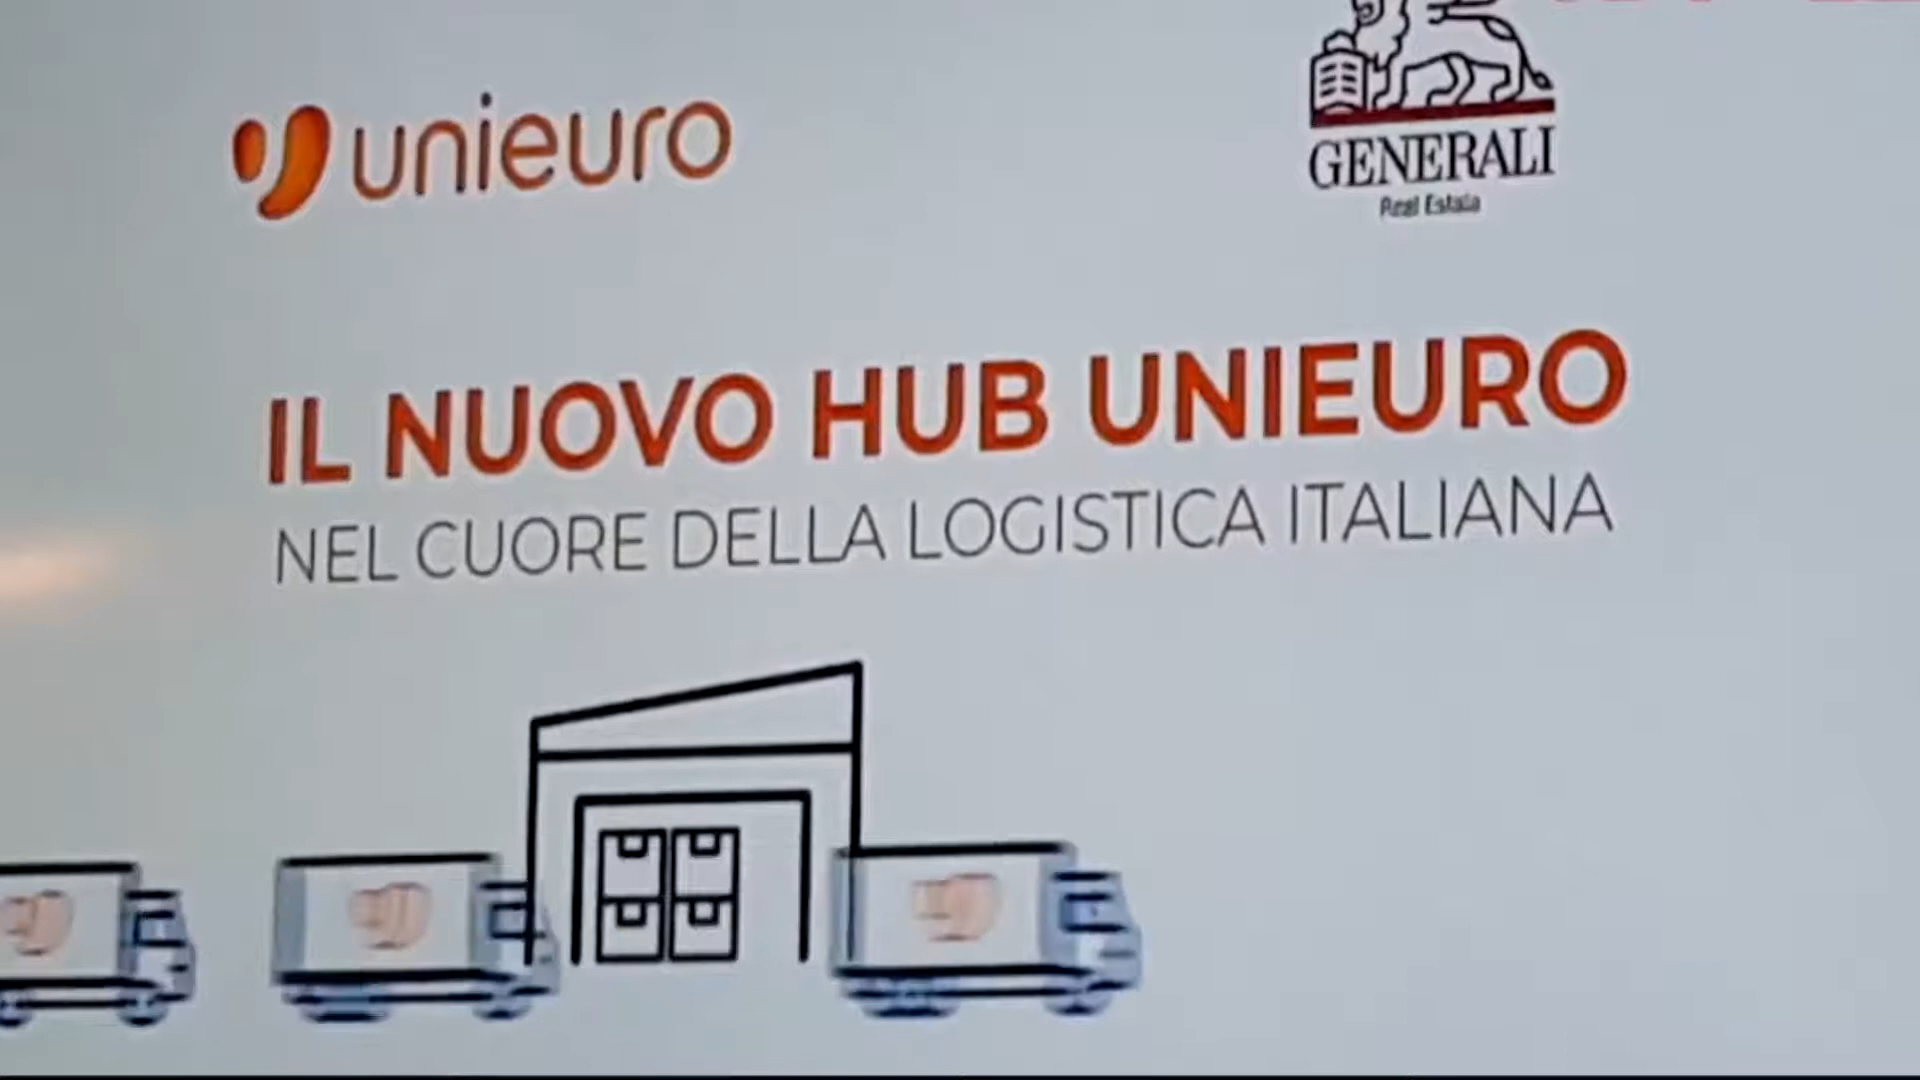 unieuro
GENERALI
Real Estate
IL NUOVO HUB UNIEURO
NEL CUORE DELLA LOGISTICA ITALIANA